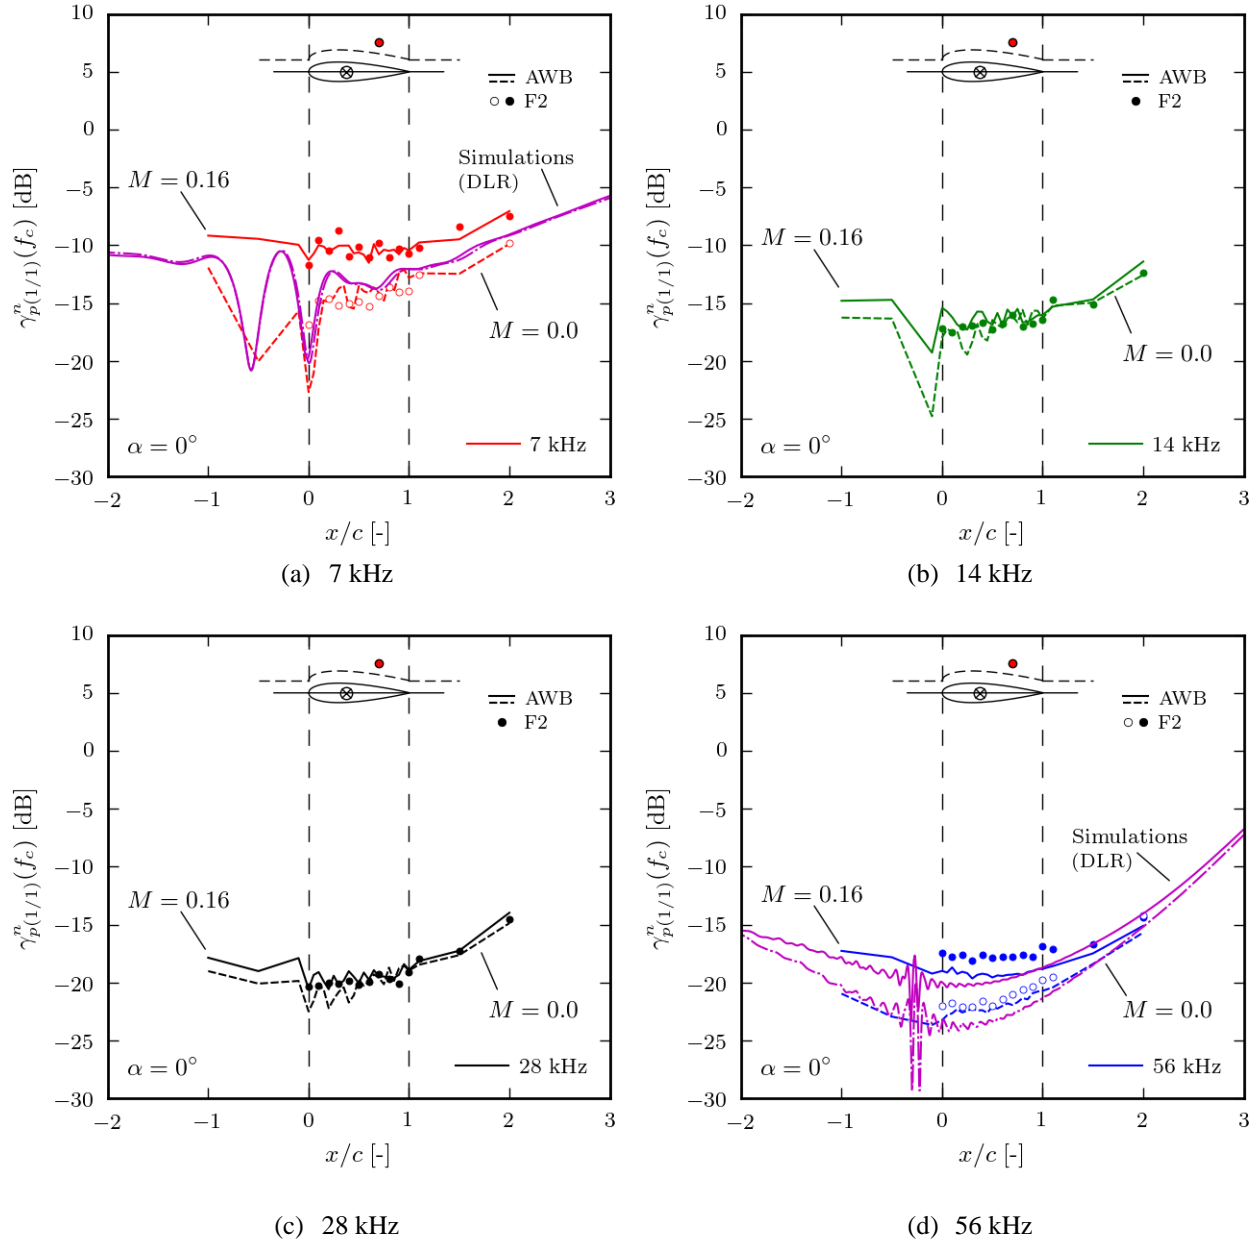 10
5
0
−5
−10
−15
−20
−25
−30
−2
−1
0
1
2
3
γⁿₚ₍₁/₁₎(f_c) [dB]
x/c [-]
AWB
F2
M = 0.16
Simulations
(DLR)
M = 0.0
α = 0°
7 kHz
(a) 7 kHz
10
5
0
−5
−10
−15
−20
−25
−30
−2
−1
0
1
2
3
γⁿₚ₍₁/₁₎(f_c) [dB]
x/c [-]
AWB
F2
M = 0.16
M = 0.0
α = 0°
14 kHz
(b) 14 kHz
10
5
0
−5
−10
−15
−20
−25
−30
−2
−1
0
1
2
3
γⁿₚ₍₁/₁₎(f_c) [dB]
x/c [-]
AWB
F2
M = 0.16
M = 0.0
α = 0°
28 kHz
(c) 28 kHz
10
5
0
−5
−10
−15
−20
−25
−30
−2
−1
0
1
2
3
γⁿₚ₍₁/₁₎(f_c) [dB]
x/c [-]
AWB
F2
Simulations
(DLR)
M = 0.16
M = 0.0
α = 0°
56 kHz
(d) 56 kHz